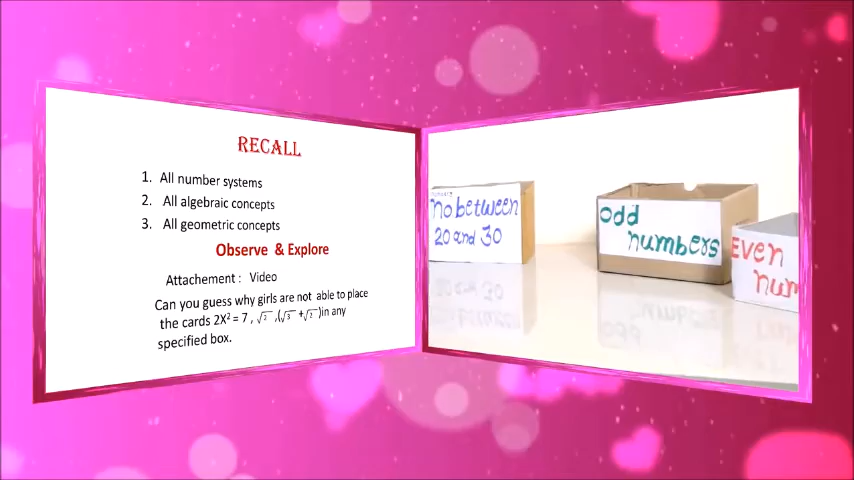 RECALL
1. All number systems
2. All algebraic concepts
3. All geometric concepts
Observe & Explore
Attachement : Video
Can you guess why girls are not able to place
the cards 2X² = 7 , √2 ,(√3 +√2)in any
specified box.
no between
20 and 30
odd
numbers
Even
num